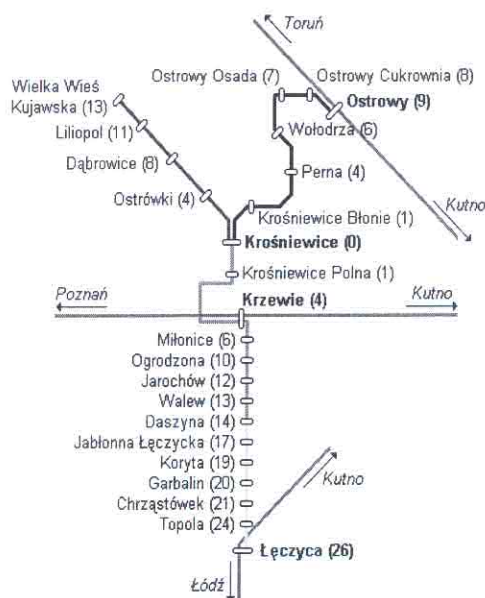 Toruń
Ostrowy Osada (7)
Ostrowy Cukrownia (8)
Wielka Wieś
Kujawska (13)
Ostrowy (9)
Liliopol (11)
Wołodrza (6)
Dąbrowice (8)
Perna (4)
Ostrówki (4)
Kutno
Krośniewice Błonie (1)
Krośniewice (0)
Krośniewice Polna (1)
Poznań
Krzewie (4)
Kutno
Miłonice (6)
Ogrodzona (10)
Jarochów (12)
Walew (13)
Daszyna (14)
Jabłonna Łęczycka (17)
Koryta (19)
Garbalin (20)
Kutno
Chrząstówek (21)
Topola (24)
Łęczyca (26)
Łódź